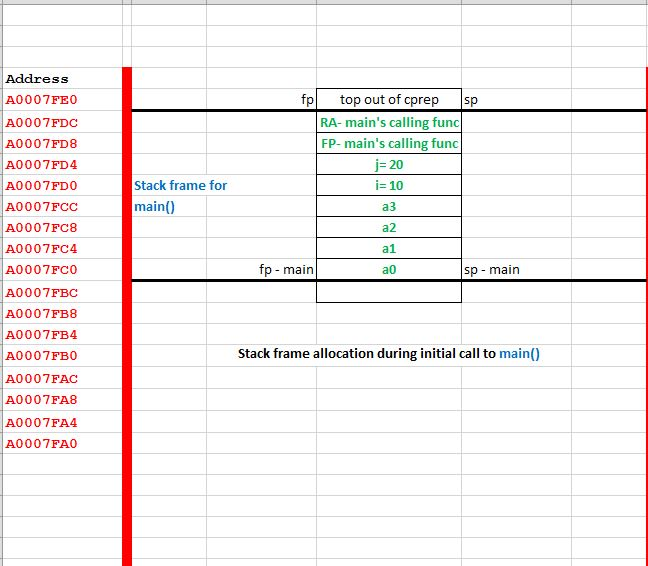 Address
A0007FE0 fp top out of cprep sp
A0007FDC RA- main's calling func
A0007FD8 FP- main's calling func
A0007FD4 j= 20
A0007FD0 Stack frame for i= 10
A0007FCC main() a3
A0007FC8 a2
A0007FC4 a1
A0007FC0 fp - main a0 sp - main
A0007FBC
A0007FB8
A0007FB4
A0007FB0 Stack frame allocation during initial call to main()
A0007FAC
A0007FA8
A0007FA4
A0007FA0